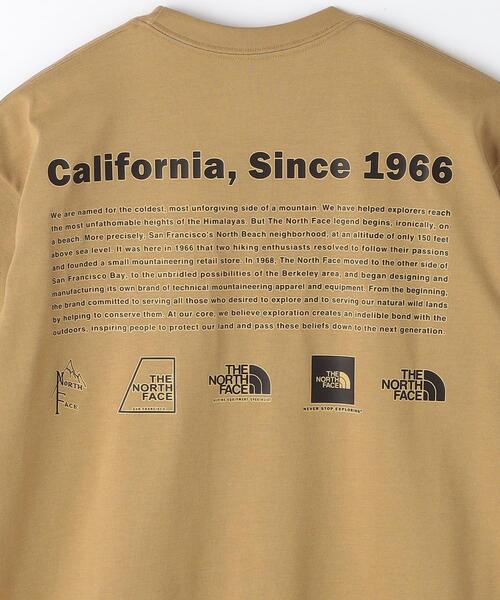 California, Since 1966
We are named for the coldest, most unforgiving side of a mountain. We have helped explorers reach
the most unfathomable heights of the Himalayas. But The North Face legend begins, ironically, on
a beach. More precisely, San Francisco's North Beach neighborhood, at an altitude of only 150 feet
above sea level. It was here in 1966 that two hiking enthusiasts resolved to follow their passions
and founded a small mountaineering retail store. In 1968, The North Face moved to the other side of
San Francisco Bay, to the unbridled possibilities of the Berkeley area, and began designing and
manufacturing its own brand of technical mountaineering apparel and equipment. From the beginning,
the brand committed to serving all those who desired to explore and to serving our natural wild lands
by helping to conserve them. At our core, we believe exploration creates an indelible bond with the
outdoors, inspiring people to protect our land and pass these beliefs down to the next generation.
North
Face
THE
NORTH
FACE
SAN FRANCISCO
THE
NORTH
FACE
ALPINE EQUIPMENT SPECIALIST
THE
NORTH
FACE
NEVER STOP EXPLORING
THE
NORTH
FACE